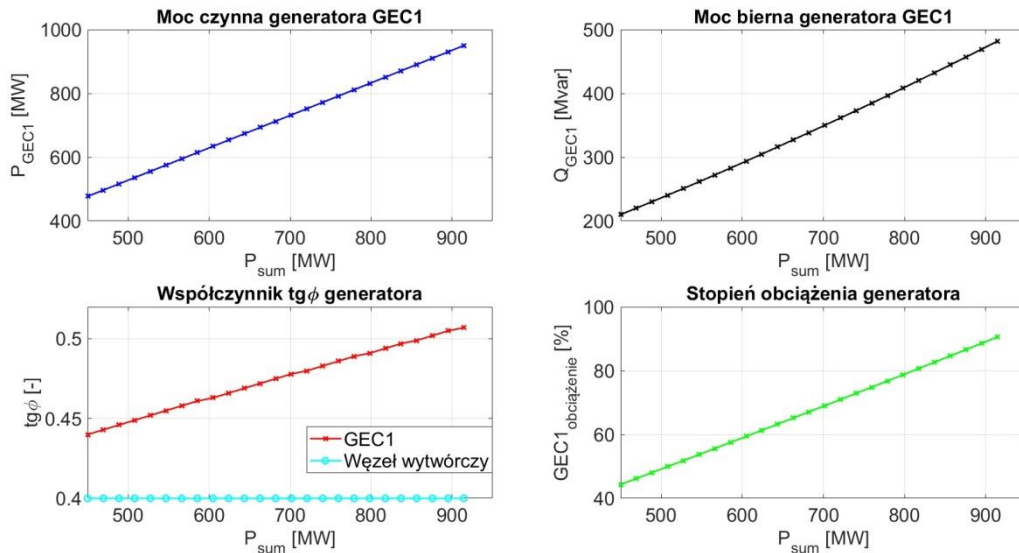 Moc czynna generatora GEC1
1000
800
600
400
P_GEC1 [MW]
500 600 700 800 900
P_sum [MW]
Moc bierna generatora GEC1
500
400
300
200
Q_GEC1 [Mvar]
500 600 700 800 900
P_sum [MW]
Współczynnik tgϕ generatora
0.5
0.45
0.4
tgϕ [-]
GEC1
Węzeł wytwórczy
500 600 700 800 900
P_sum [MW]
Stopień obciążenia generatora
100
80
60
40
GEC1_obciążenie [%]
500 600 700 800 900
P_sum [MW]